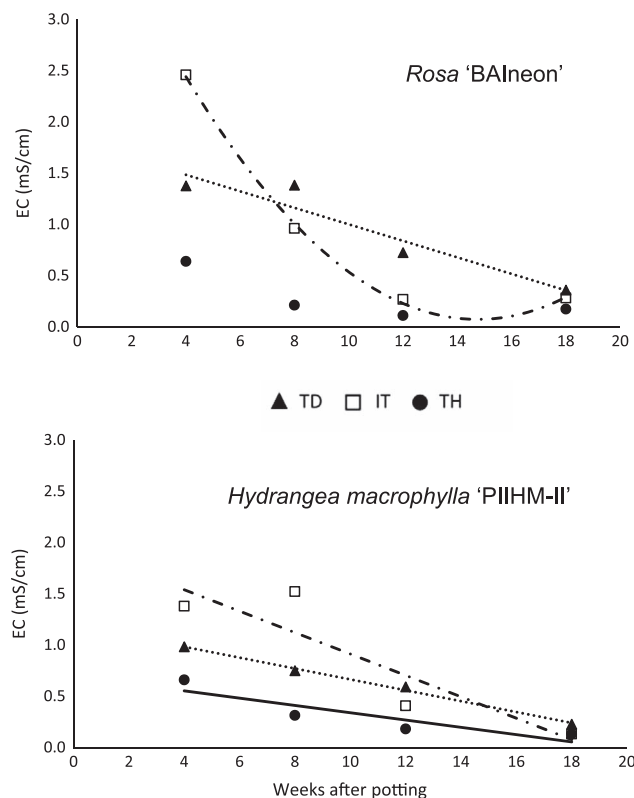 3.0
Rosa ‘BAIneon’
2.5
2.0
EC (mS/cm)
1.5
1.0
0.5
0.0
0 2 4 6 8 10 12 14 16 18 20
TD IT TH
3.0
Hydrangea macrophylla ‘PIIHM-II’
2.5
2.0
EC (mS/cm)
1.5
1.0
0.5
0.0
0 2 4 6 8 10 12 14 16 18 20
Weeks after potting